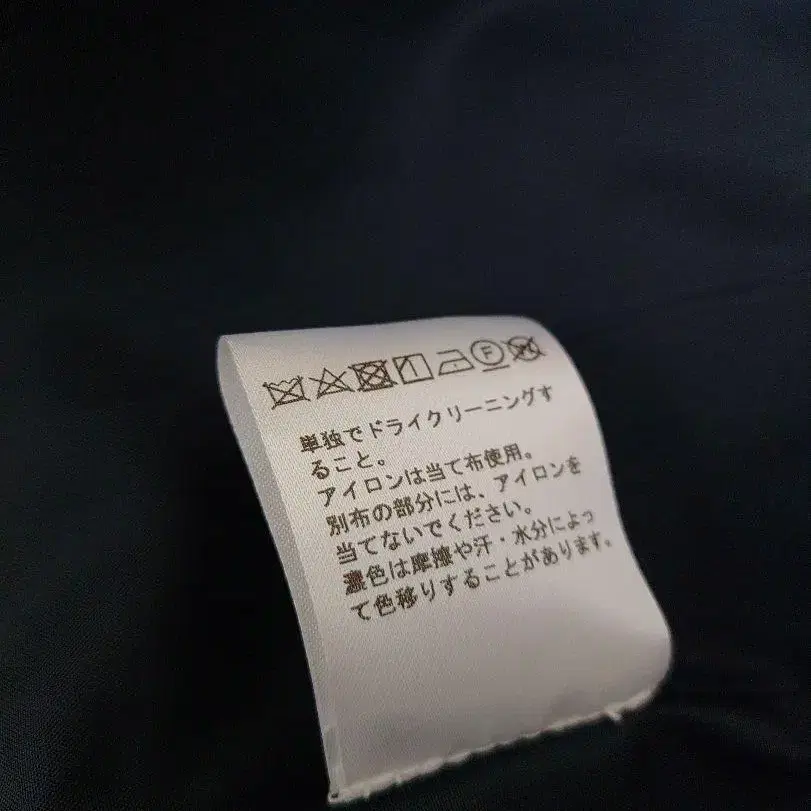 F W
単独でドライクリーニングす
ること。
アイロンは当て布使用。
別布の部分には、アイロンを
当てないでください。
濃色は摩擦や汗・水分によっ
て色移りすることがあります。